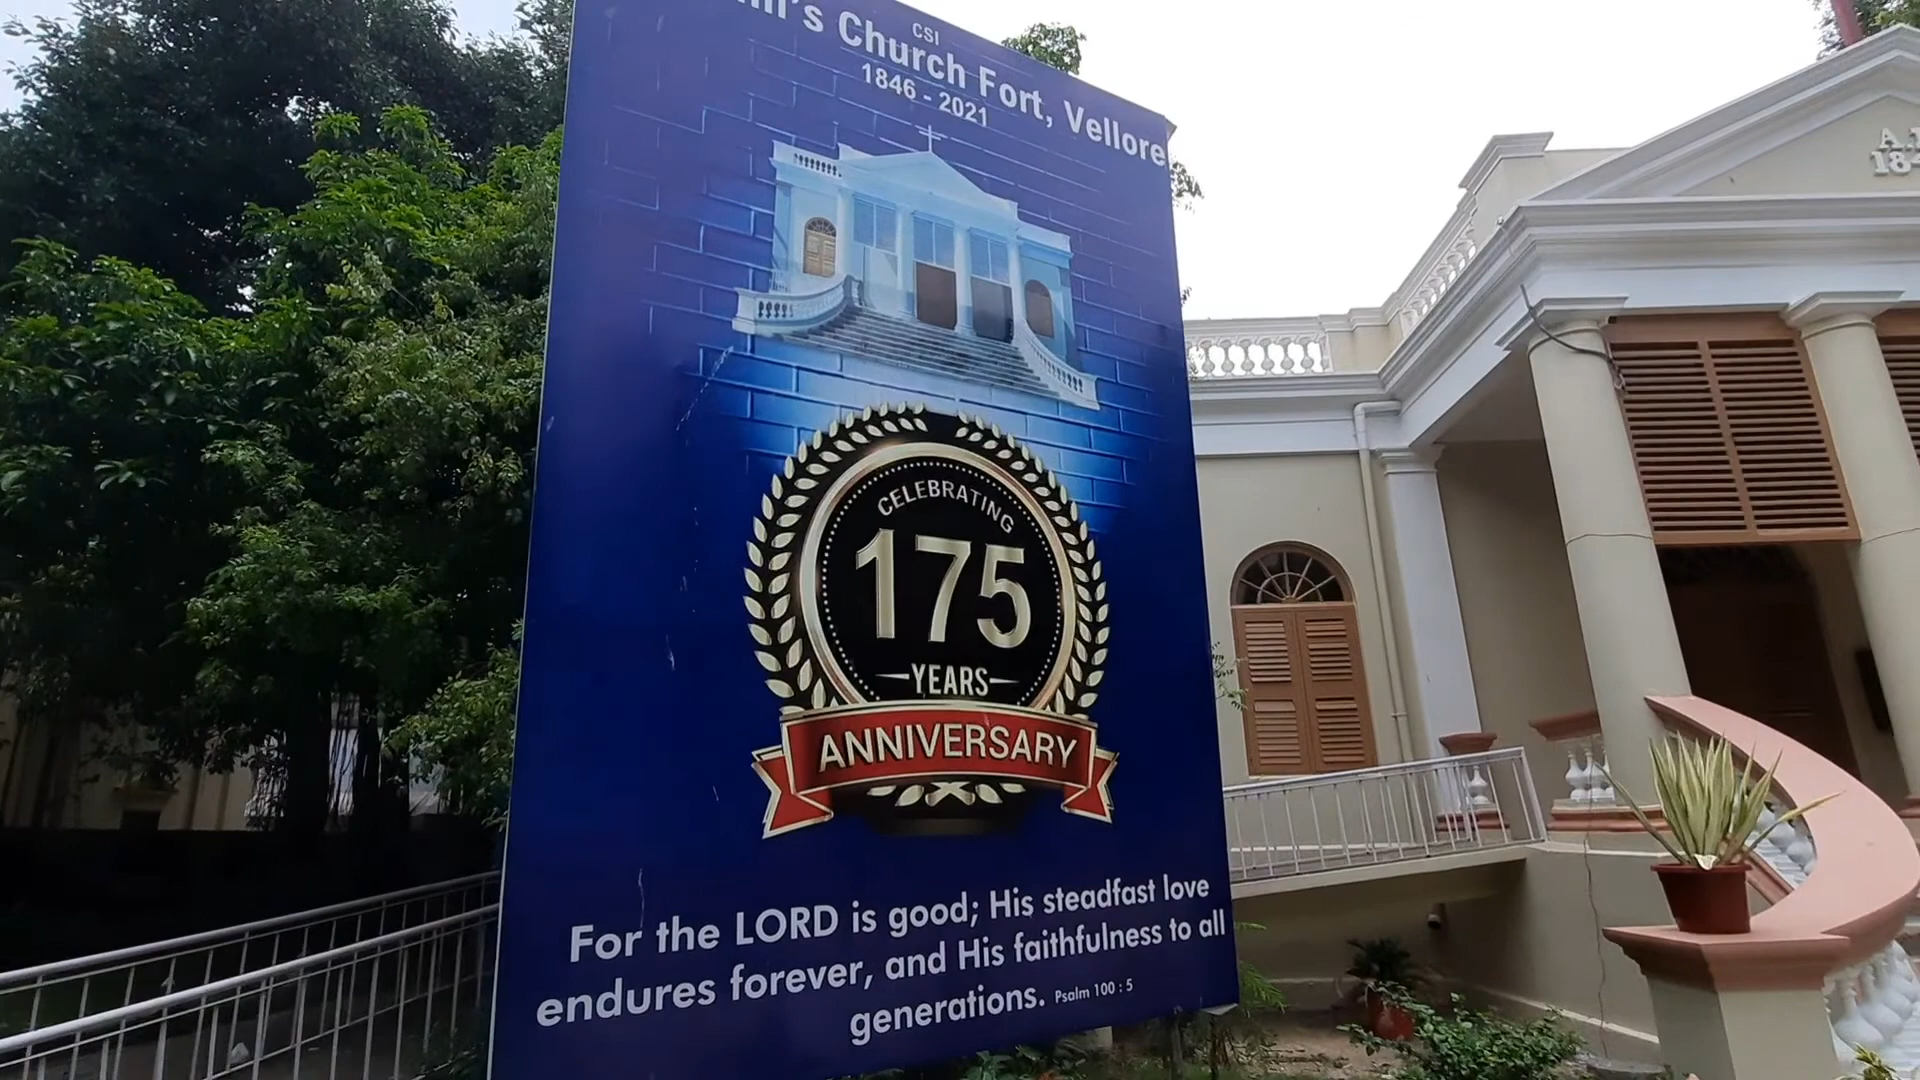 CSI
Church Fort, Vellore
1846 - 2021
CELEBRATING
175
YEARS
ANNIVERSARY
For the LORD is good; His steadfast love
endures forever, and His faithfulness to all
generations. Psalm 100 : 5